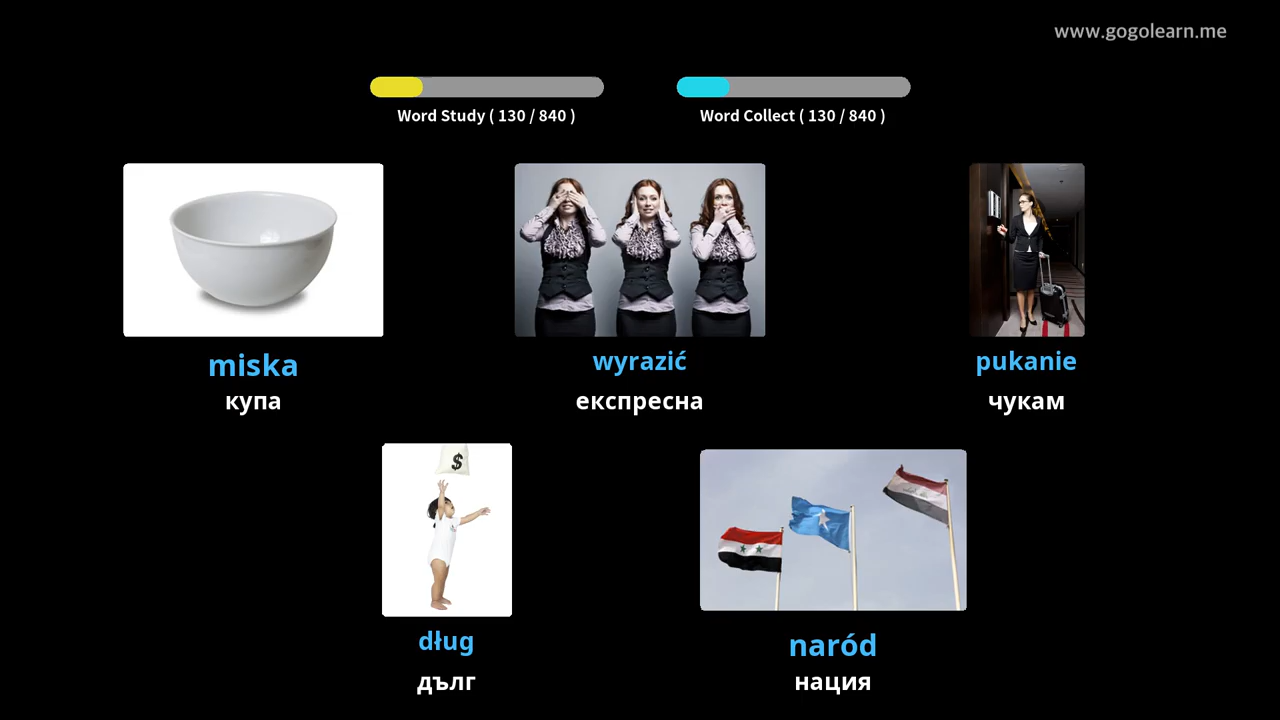 www.gogolearn.me
Word Study ( 130 / 840 )
Word Collect ( 130 / 840 )
miska
купа
wyrazić
експресна
pukanie
чукам
$
dług
дълг
naród
нация